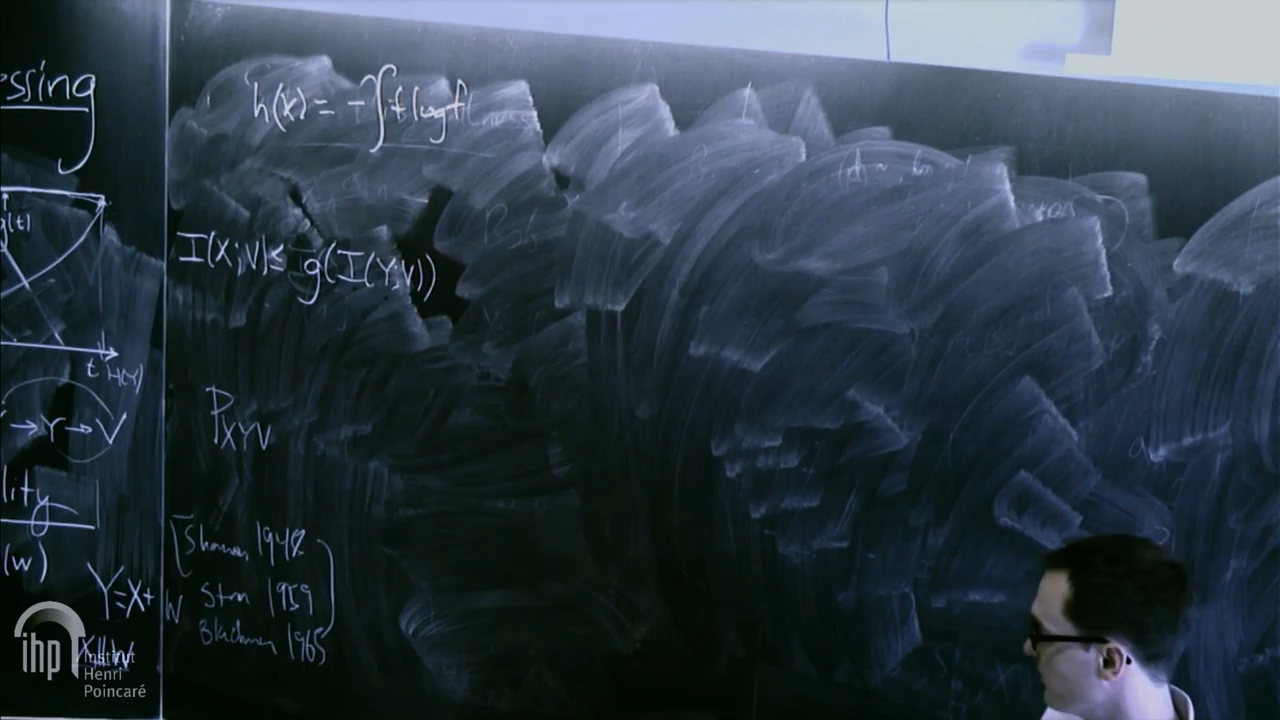 ssing
g(t)
t H(Y)
→Y→V
lity
(w)
Y=X+W
X⫫W
h(X) = -∫f log f
I(X;V) ≤ g(I(Y;V))
P_XYV
[Shannon 1948
Stam 1959
Blachman 1965]
ihp
Institut
Henri
Poincaré